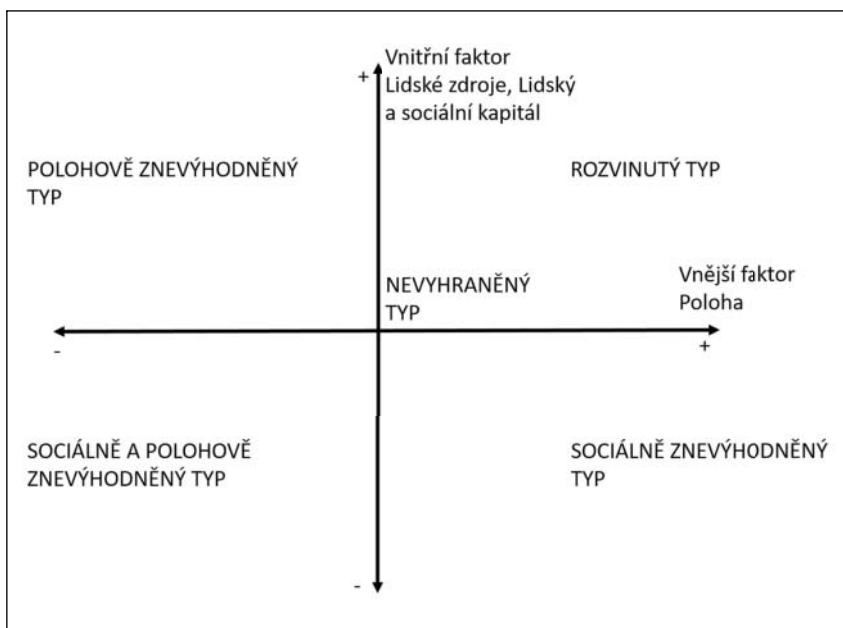 Vnitřní faktor
+
Lidské zdroje, Lidský
a sociální kapitál
POLOHOVĚ ZNEVÝHODNĚNÝ
TYP
ROZVINUTÝ TYP
NEVYHRANĚNÝ
TYP
Vnější faktor
Poloha
-
+
SOCIÁLNĚ A POLOHOVĚ
ZNEVÝHODNĚNÝ TYP
SOCIÁLNĚ ZNEVÝH0DNĚNÝ
TYP
-